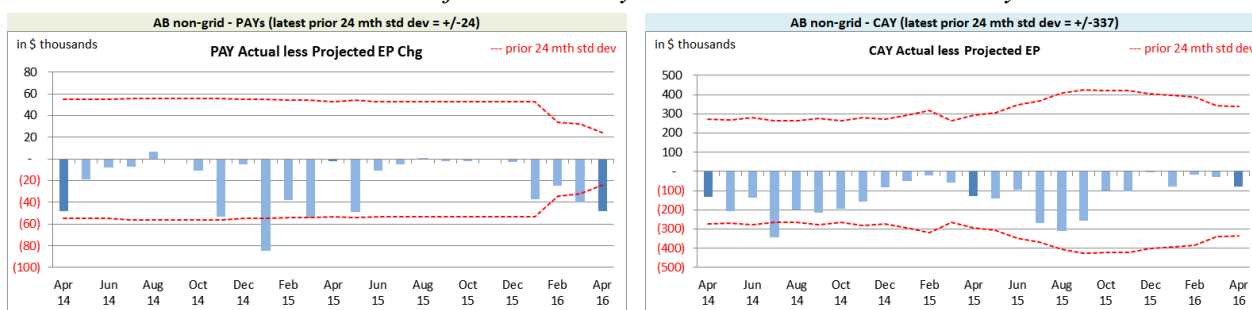 AB non-grid - PAYs (latest prior 24 mth std dev = +/-24)
in $ thousands
PAY Actual less Projected EP Chg
--- prior 24 mth std dev
80
60
40
20
-
(20)
(40)
(60)
(80)
(100)
Apr 14 Jun 14 Aug 14 Oct 14 Dec 14 Feb 15 Apr 15 Jun 15 Aug 15 Oct 15 Dec 15 Feb 16 Apr 16
AB non-grid - CAY (latest prior 24 mth std dev = +/-337)
in $ thousands
CAY Actual less Projected EP
--- prior 24 mth std dev
500
400
300
200
100
-
(100)
(200)
(300)
(400)
(500)
Apr 14 Jun 14 Aug 14 Oct 14 Dec 14 Feb 15 Apr 15 Jun 15 Aug 15 Oct 15 Dec 15 Feb 16 Apr 16